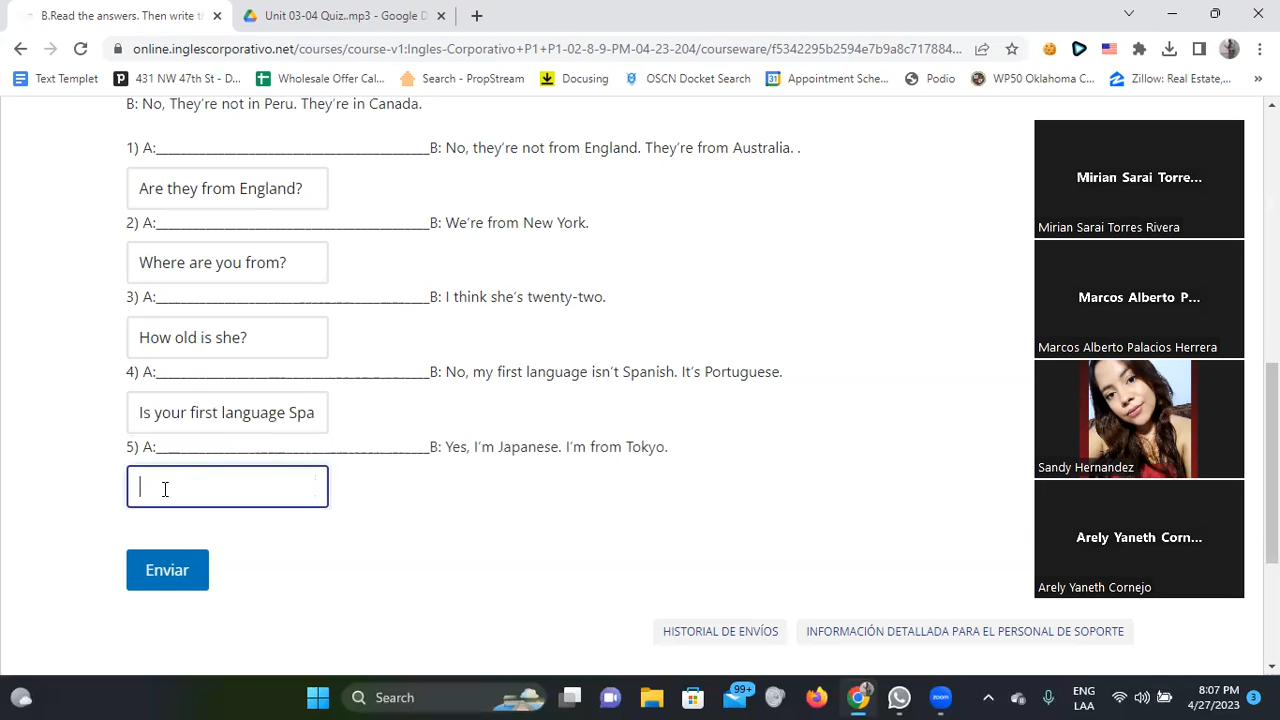 B.Read the answers. Then write t
Unit 03-04 Quiz..mp3 - Google D
online.inglescorporativo.net/courses/course-v1:Ingles-Corporativo+P1+P1-02-8-9-PM-04-23-204/courseware/f5342295b2594e7b9a8c717884...
Text Templet
431 NW 47th St - D...
Wholesale Offer Cal...
Search - PropStream
Docusing
OSCN Docket Search
Appointment Sche...
Podio
WP50 Oklahoma C...
Zillow: Real Estate,...
»
B: No, They're not in Peru. They're in Canada.
1) A:______________________________________B: No, they're not from England. They're from Australia. .
Are they from England?
2) A:______________________________________B: We're from New York.
Where are you from?
3) A:______________________________________B: I think she's twenty-two.
How old is she?
4) A:______________________________________B: No, my first language isn't Spanish. It's Portuguese.
Is your first language Spa
5) A:______________________________________B: Yes, I'm Japanese. I'm from Tokyo.
Enviar
HISTORIAL DE ENVÍOS
INFORMACIÓN DETALLADA PARA EL PERSONAL DE SOPORTE
Mirian Sarai Torre...
Mirian Sarai Torres Rivera
Marcos Alberto P...
Marcos Alberto Palacios Herrera
Sandy Hernandez
Arely Yaneth Corn...
Arely Yaneth Cornejo
Search
99+
zoom
ENG
LAA
8:07 PM
4/27/2023
3